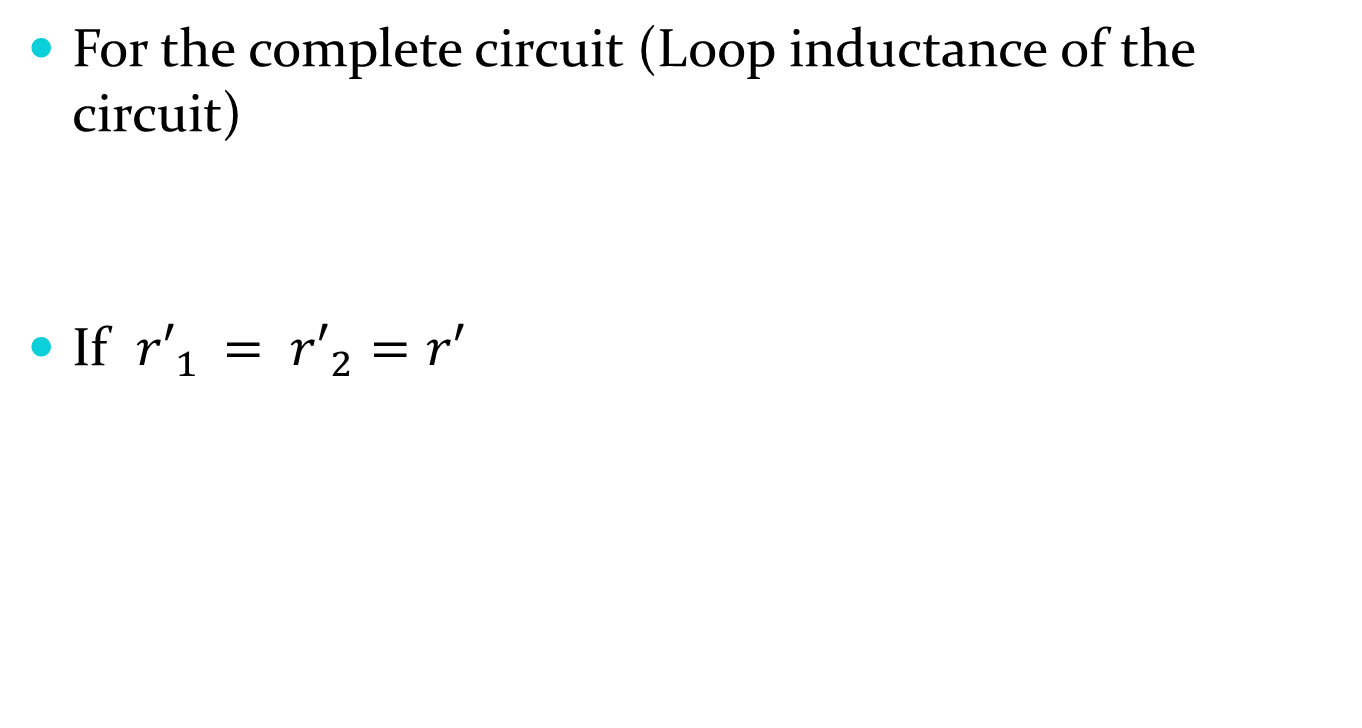 • For the complete circuit (Loop inductance of the
circuit)
• If r′₁ = r′₂ = r′